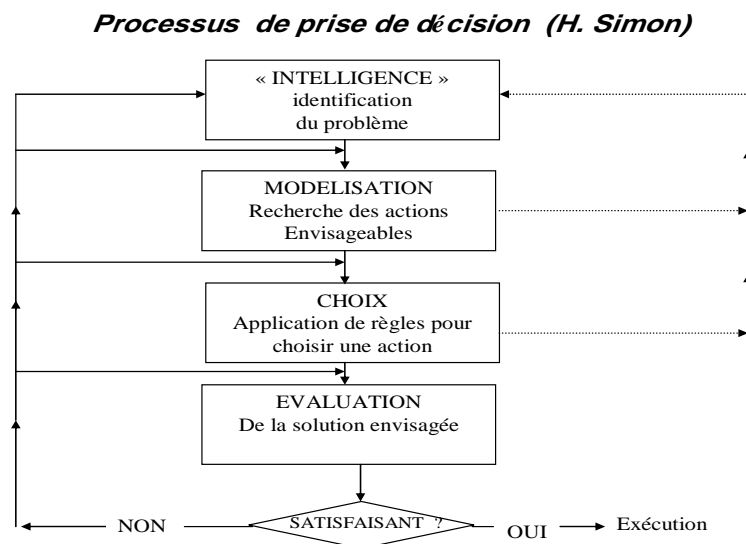 Processus de prise de décision (H. Simon)
« INTELLIGENCE »
identification
du problème
MODELISATION
Recherche des actions
Envisageables
CHOIX
Application de règles pour
choisir une action
EVALUATION
De la solution envisagée
SATISFAISANT ?
NON
OUI
Exécution